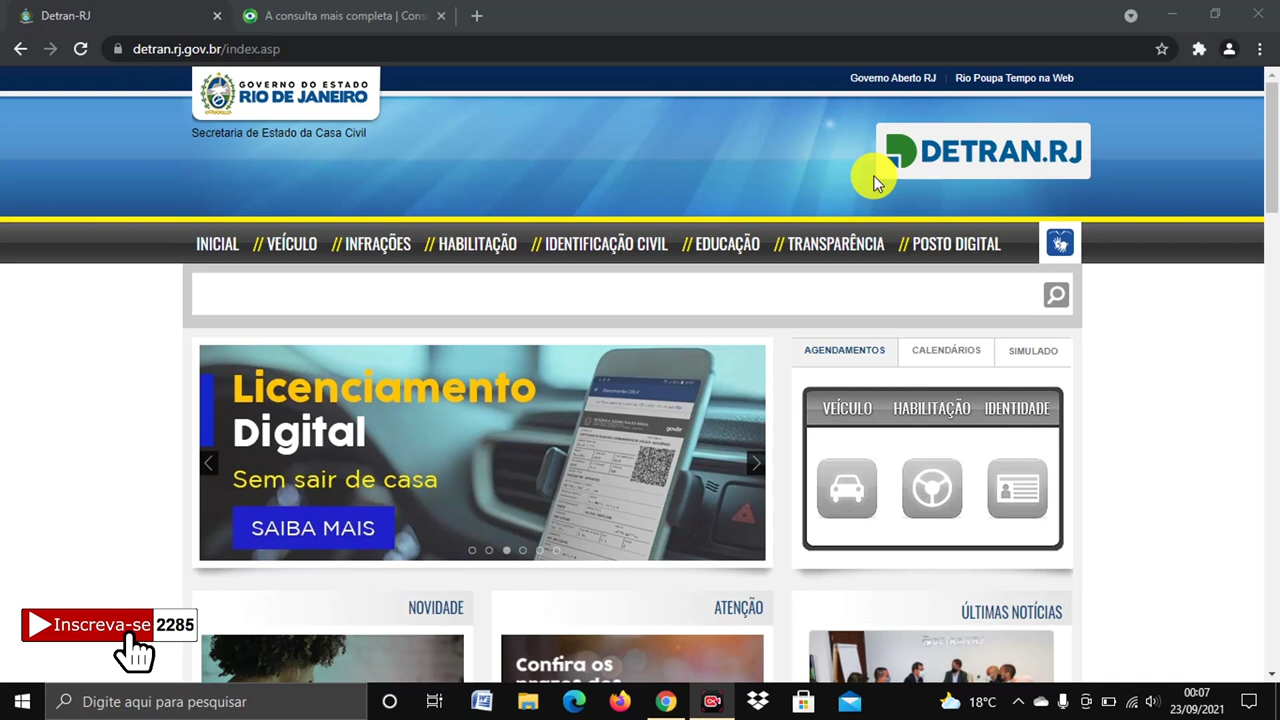 Detran-RJ
A consulta mais completa | Cons
detran.rj.gov.br/index.asp
GOVERNO DO ESTADO
RIO DE JANEIRO
Secretaria de Estado da Casa Civil
Governo Aberto RJ
Rio Poupa Tempo na Web
DETRAN.RJ
INICIAL // VEÍCULO // INFRAÇÕES // HABILITAÇÃO // IDENTIFICAÇÃO CIVIL // EDUCAÇÃO // TRANSPARÊNCIA // POSTO DIGITAL
Licenciamento
Digital
Sem sair de casa
SAIBA MAIS
AGENDAMENTOS CALENDÁRIOS SIMULADO
VEÍCULO HABILITAÇÃO IDENTIDADE
NOVIDADE
ATENÇÃO
Confira os
prazos dos
ÚLTIMAS NOTÍCIAS
DETRAN.RJ
Inscreva-se 2285
Digite aqui para pesquisar
18°C
00:07
23/09/2021